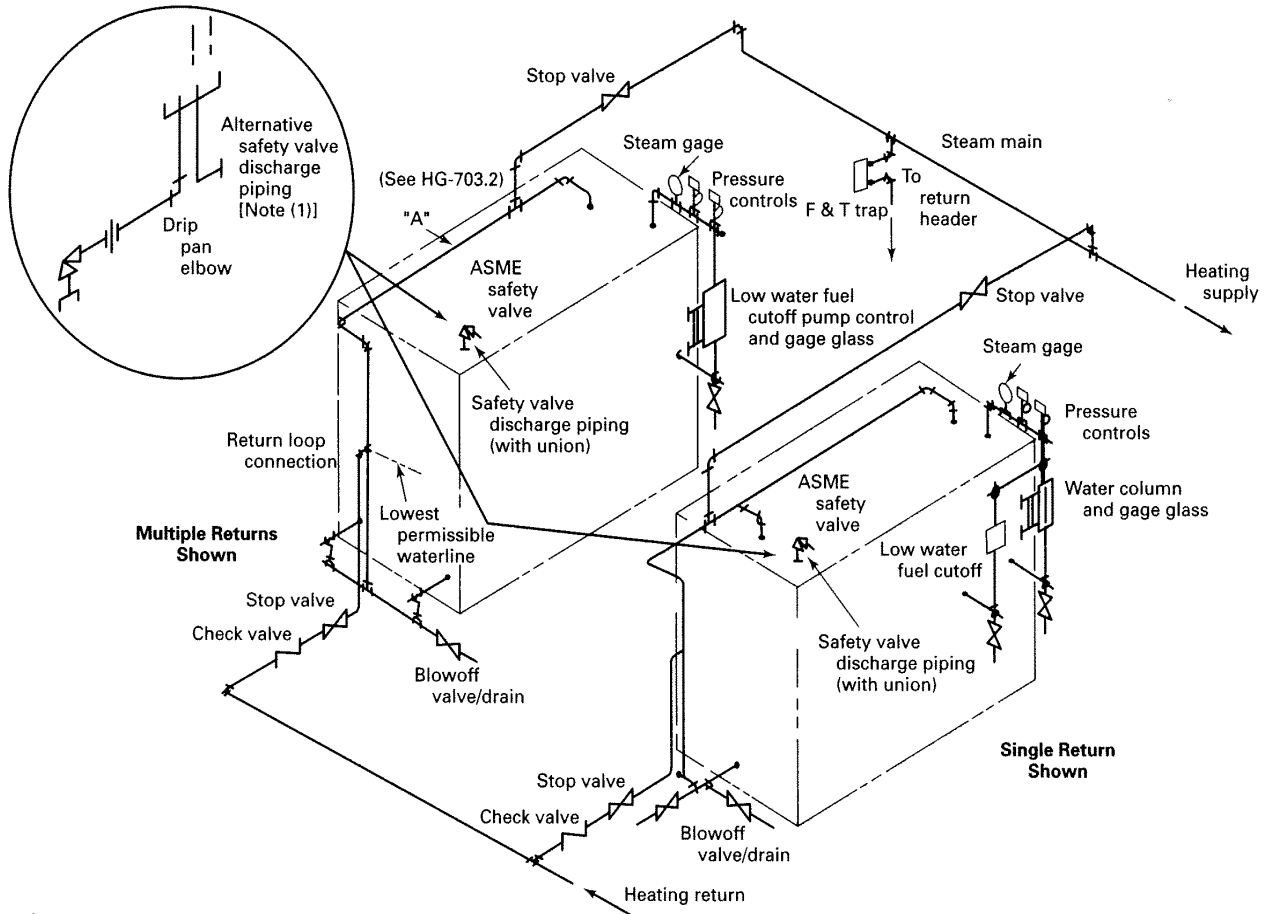 Stop valve
Alternative
safety valve
discharge
piping
[Note (1)]
Drip
pan
elbow
(See HG-703.2)
"A"
Steam gage
Pressure
controls
Steam main
To
return
header
F & T trap
Heating
supply
ASME
safety
valve
Low water fuel
cutoff pump control
and gage glass
Stop valve
Steam gage
Pressure
controls
Safety valve
discharge piping
(with union)
Return loop
connection
Lowest
permissible
waterline
Multiple Returns
Shown
ASME
safety
valve
Water column
and gage glass
Low water
fuel cutoff
Stop valve
Check valve
Blowoff
valve/drain
Safety valve
discharge piping
(with union)
Single Return
Shown
Stop valve
Check valve
Blowoff
valve/drain
Heating return